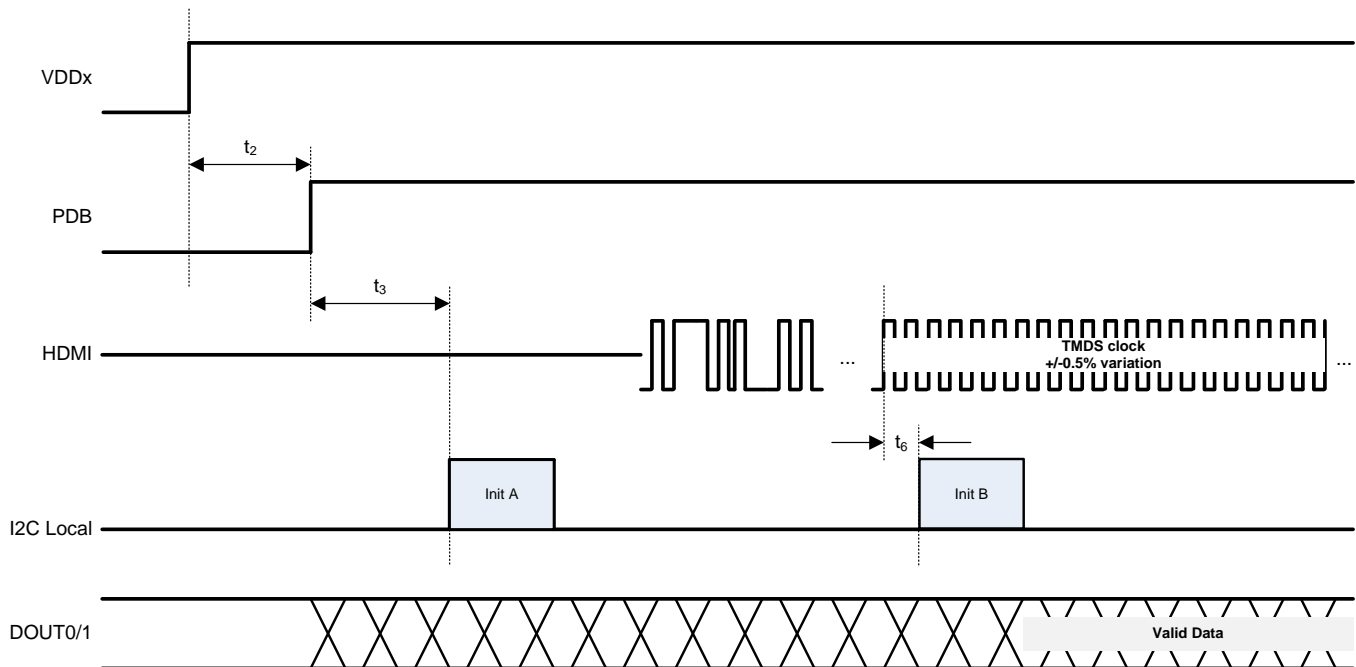 VDDx
t2
PDB
t3
HDMI
...
TMDS clock
+/-0.5% variation
...
t6
Init A
Init B
I2C Local
DOUT0/1
Valid Data